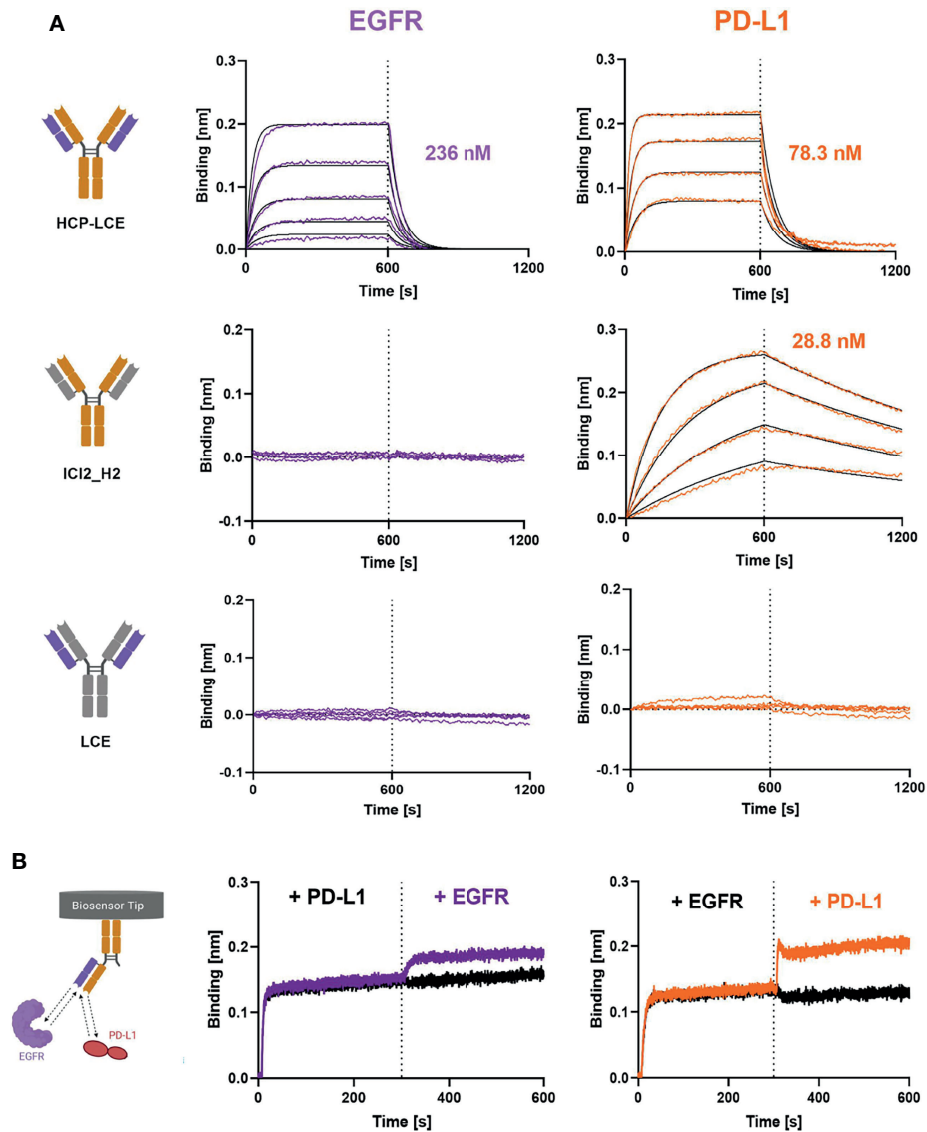 A
EGFR
PD-L1
HCP-LCE
Binding [nm]
0.3
0.2
0.1
0.0
236 nM
0
600
1200
Time [s]
Binding [nm]
0.3
0.2
0.1
0.0
78.3 nM
0
600
1200
Time [s]
ICI2_H2
Binding [nm]
0.2
0.1
0.0
-0.1
0
600
1200
Time [s]
Binding [nm]
0.3
0.2
0.1
0.0
28.8 nM
0
600
1200
Time [s]
LCE
Binding [nm]
0.2
0.1
0.0
-0.1
0
600
1200
Time [s]
Binding [nm]
0.2
0.1
0.0
-0.1
0
600
1200
Time [s]
B
Biosensor Tip
EGFR
PD-L1
Binding [nm]
0.3
0.2
0.1
0.0
+ PD-L1
+ EGFR
0
200
400
600
Time [s]
Binding [nm]
0.3
0.2
0.1
0.0
+ EGFR
+ PD-L1
0
200
400
600
Time [s]